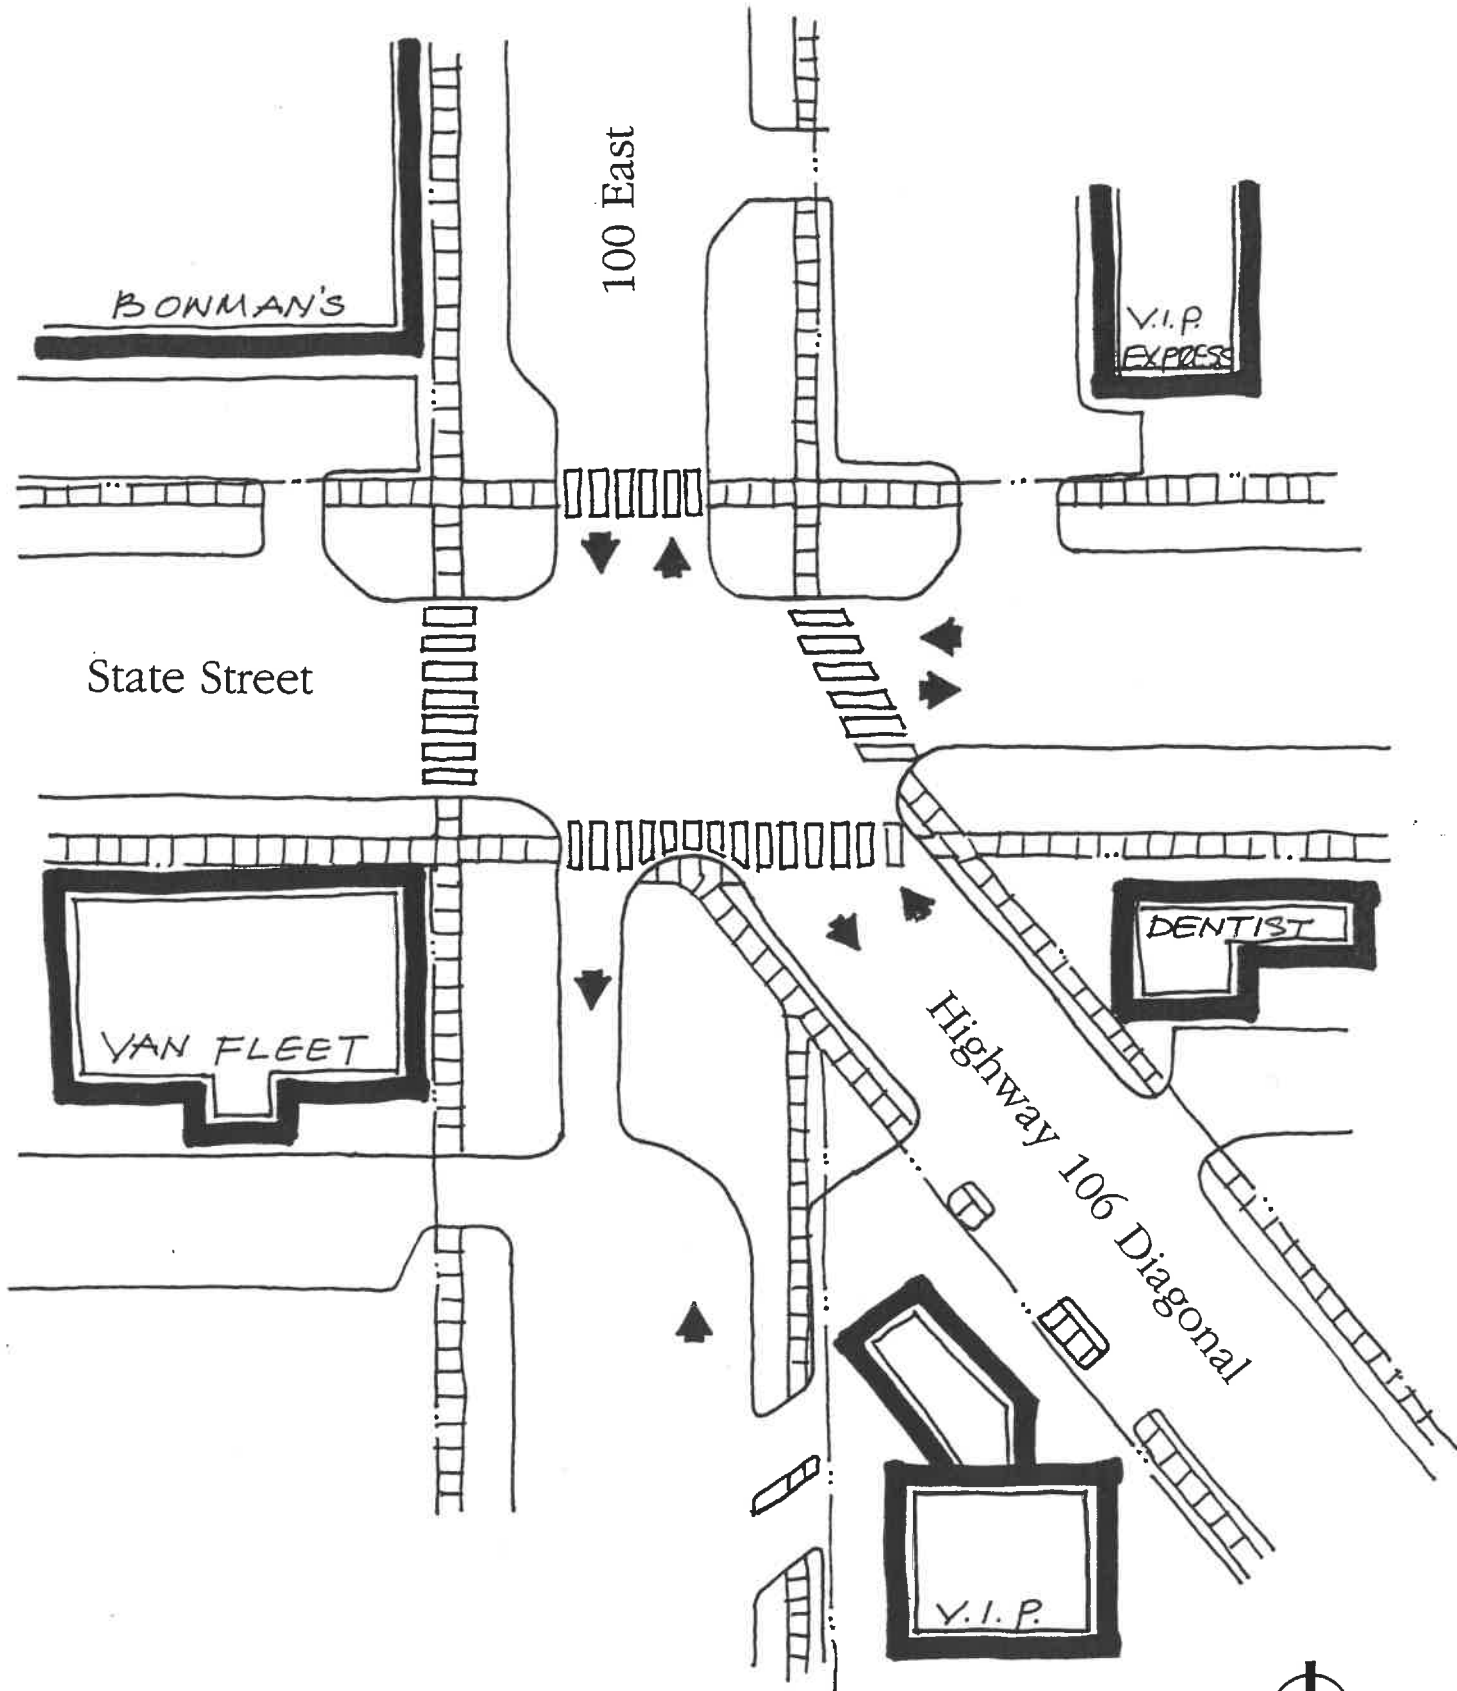 100 East
BOWMAN'S
V.I.P.
EXPRESS
State Street
DENTIST
VAN FLEET
Highway 106 Diagonal
V.I.P.